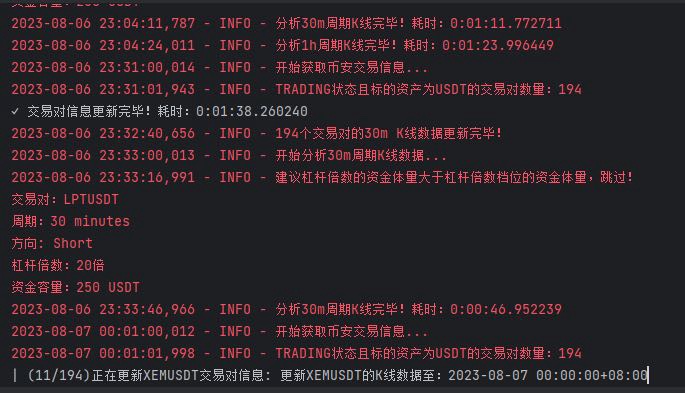 资金容量：250 USDT
2023-08-06 23:04:11,787 - INFO - 分析30m周期K线完毕！耗时：0:01:11.772711
2023-08-06 23:04:24,011 - INFO - 分析1h周期K线完毕！耗时：0:01:23.996449
2023-08-06 23:31:00,014 - INFO - 开始获取币安交易信息...
2023-08-06 23:31:01,943 - INFO - TRADING状态且标的资产为USDT的交易对数量：194
✓ 交易对信息更新完毕！耗时：0:01:38.260240
2023-08-06 23:32:40,656 - INFO - 194个交易对的30m K线数据更新完毕！
2023-08-06 23:33:00,013 - INFO - 开始分析30m周期K线数据...
2023-08-06 23:33:16,991 - INFO - 建议杠杆倍数的资金体量大于杠杆倍数档位的资金体量，跳过！
交易对：LPTUSDT
周期：30 minutes
方向: Short
杠杆倍数：20倍
资金容量：250 USDT
2023-08-06 23:33:46,966 - INFO - 分析30m周期K线完毕！耗时：0:00:46.952239
2023-08-07 00:01:00,012 - INFO - 开始获取币安交易信息...
2023-08-07 00:01:01,998 - INFO - TRADING状态且标的资产为USDT的交易对数量：194
| (11/194)正在更新XEMUSDT交易对信息: 更新XEMUSDT的K线数据至：2023-08-07 00:00:00+08:00